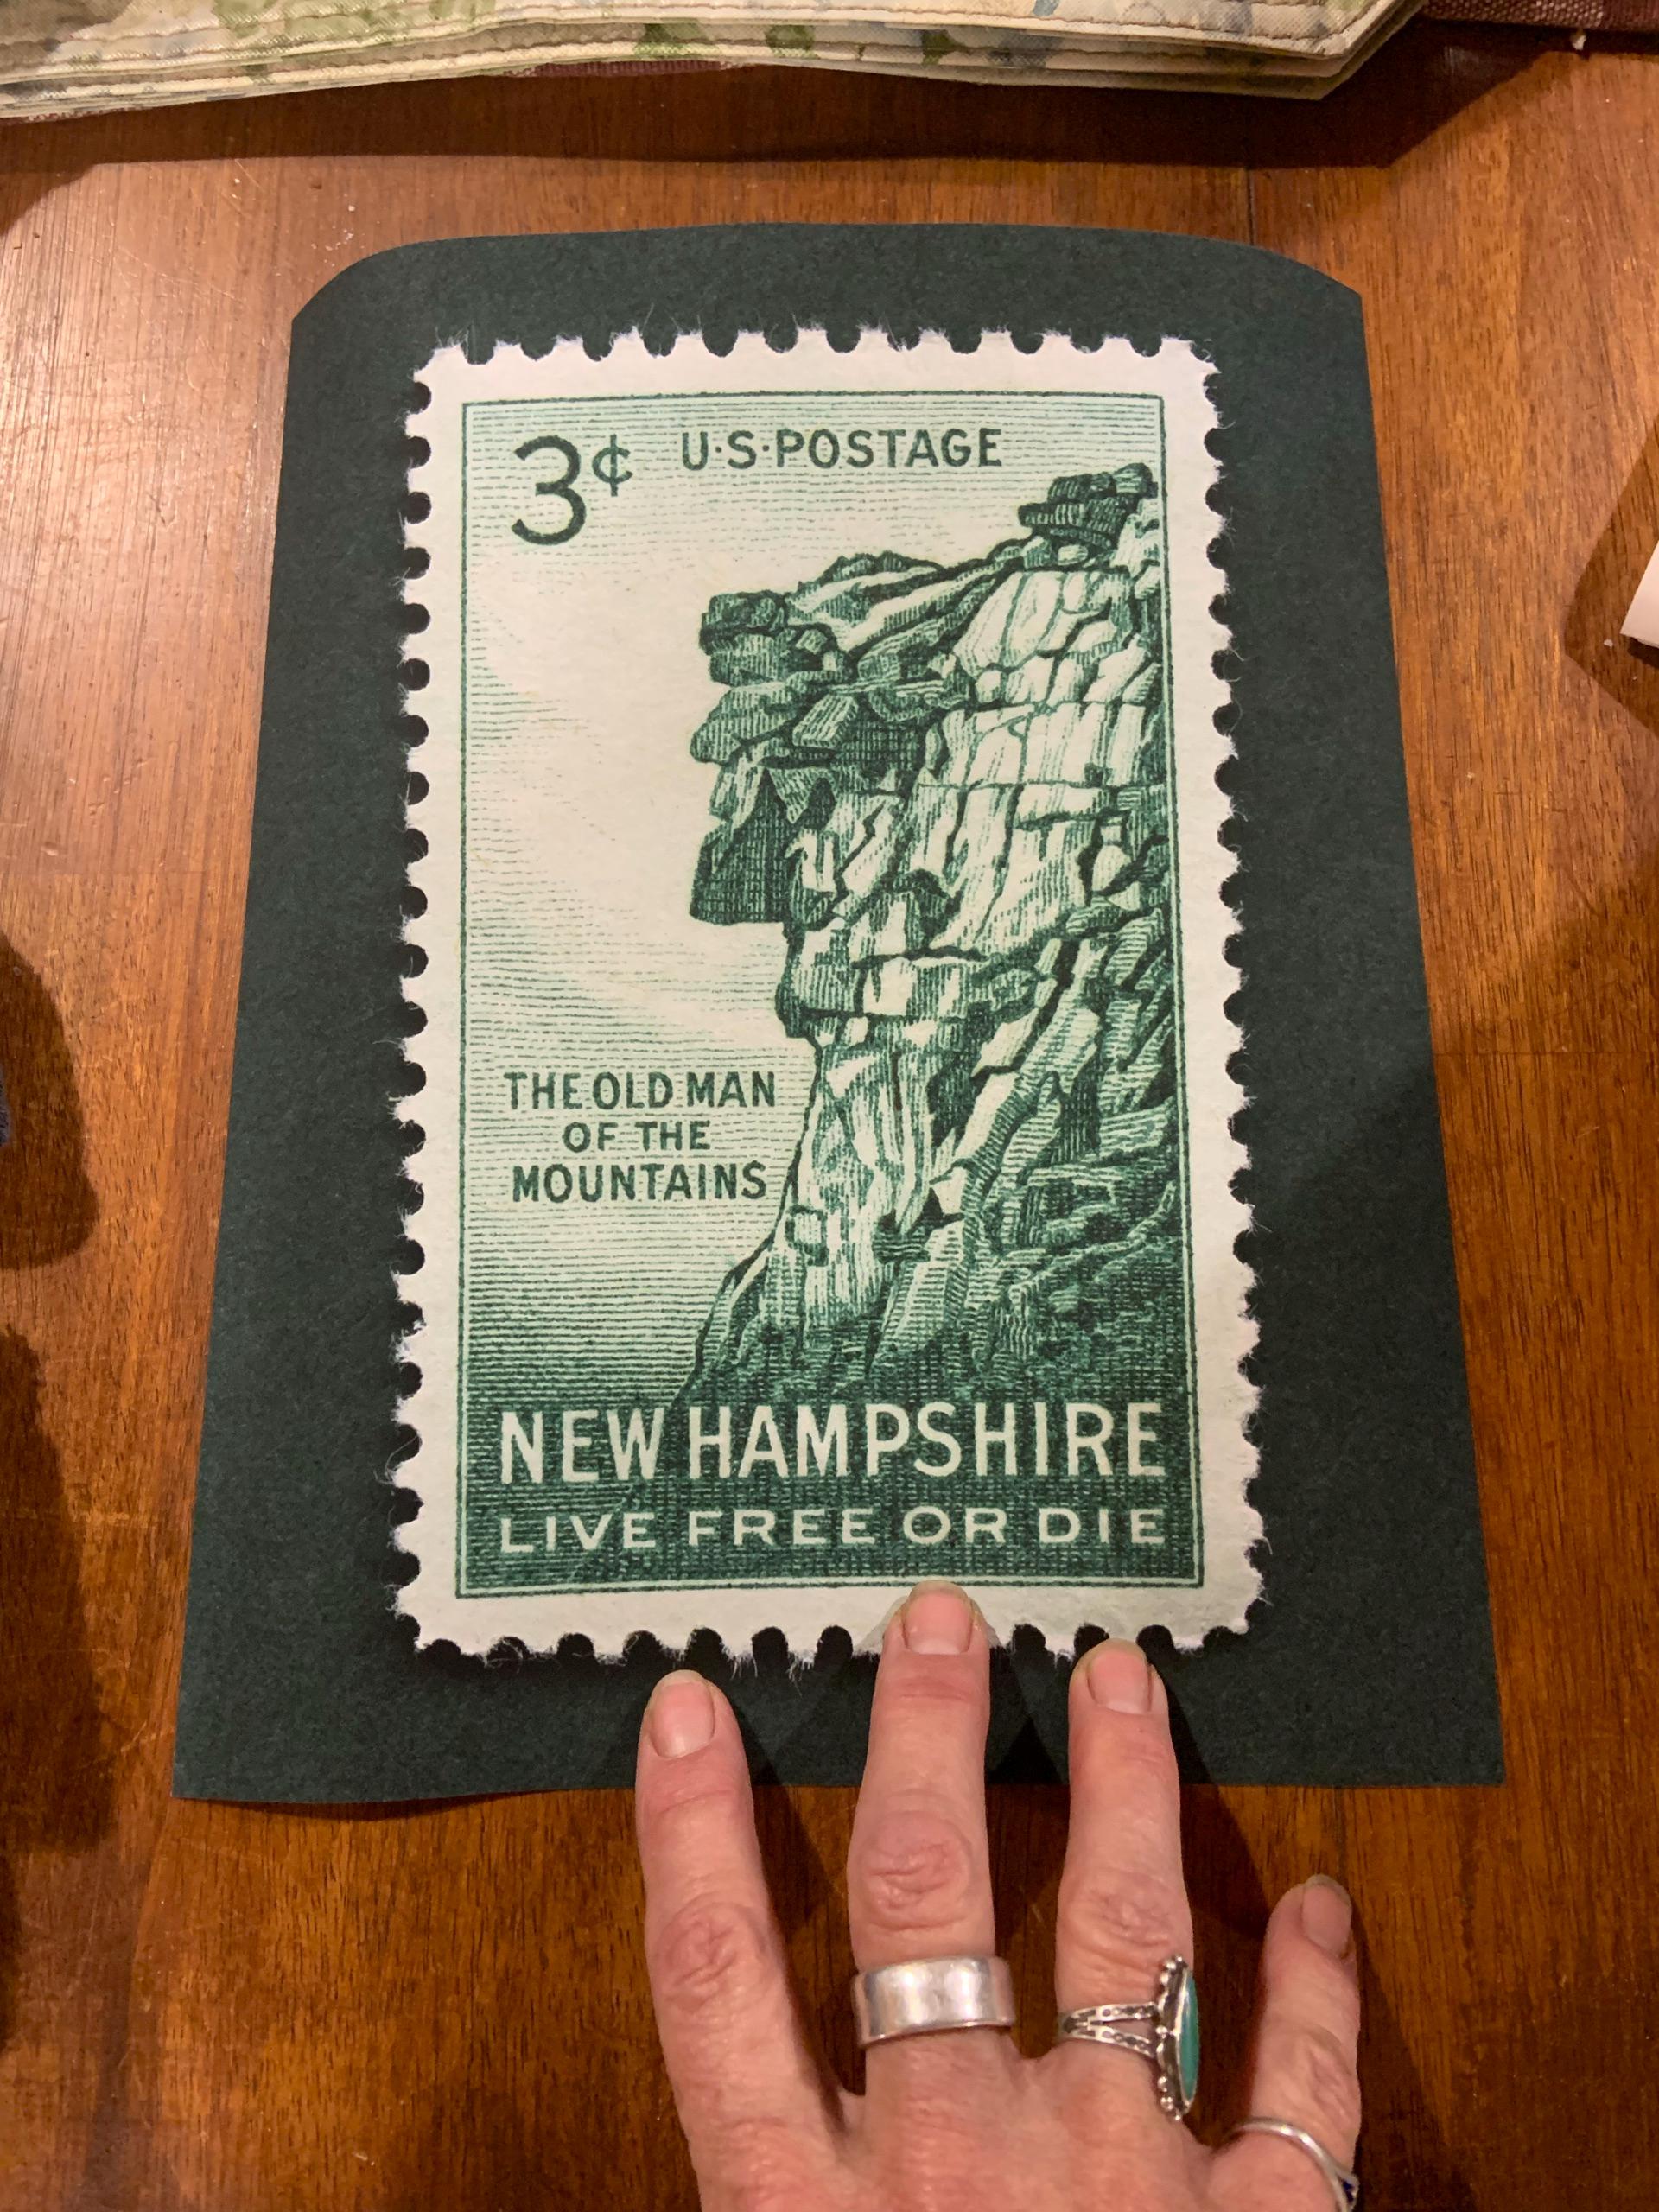 3¢ U·S·POSTAGE
THE OLD MAN
OF THE
MOUNTAINS
NEW HAMPSHIRE
LIVE FREE OR DIE